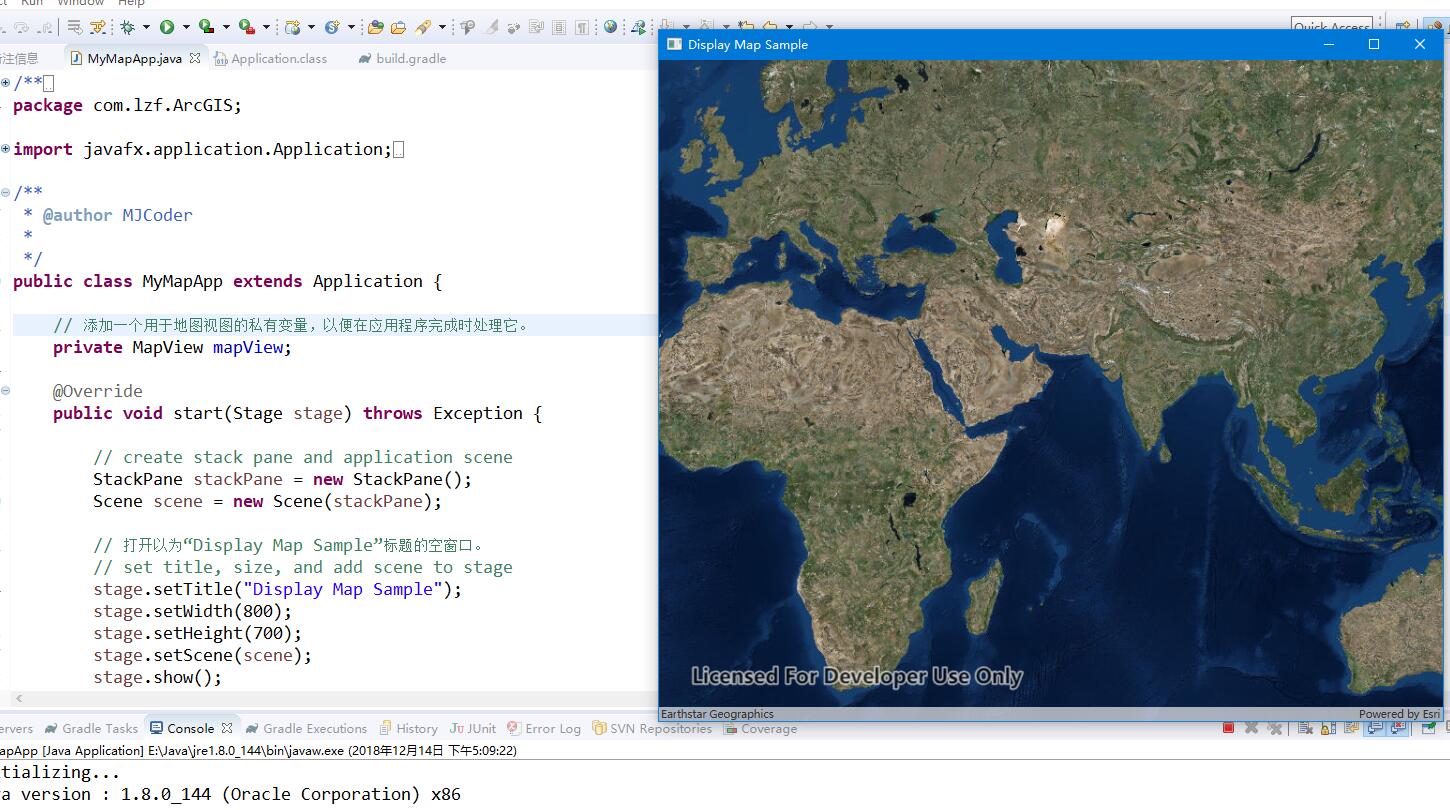 Run Window Help
Quick Access
注信息 MyMapApp.java Application.class build.gradle
/**
package com.lzf.ArcGIS;
import javafx.application.Application;
/**
* @author MJCoder
*
*/
public class MyMapApp extends Application {
// 添加一个用于地图视图的私有变量，以便在应用程序完成时处理它。
private MapView mapView;
@Override
public void start(Stage stage) throws Exception {
// create stack pane and application scene
StackPane stackPane = new StackPane();
Scene scene = new Scene(stackPane);
// 打开以为“Display Map Sample”标题的空窗口。
// set title, size, and add scene to stage
stage.setTitle("Display Map Sample");
stage.setWidth(800);
stage.setHeight(700);
stage.setScene(scene);
stage.show();
Display Map Sample
Licensed For Developer Use Only
Earthstar Geographics Powered by Esri
ervers Gradle Tasks Console Gradle Executions History JUnit Error Log SVN Repositories Coverage
apApp [Java Application] E:\Java\jre1.8.0_144\bin\javaw.exe (2018年12月14日 下午5:09:22)
tializing...
a version : 1.8.0_144 (Oracle Corporation) x86